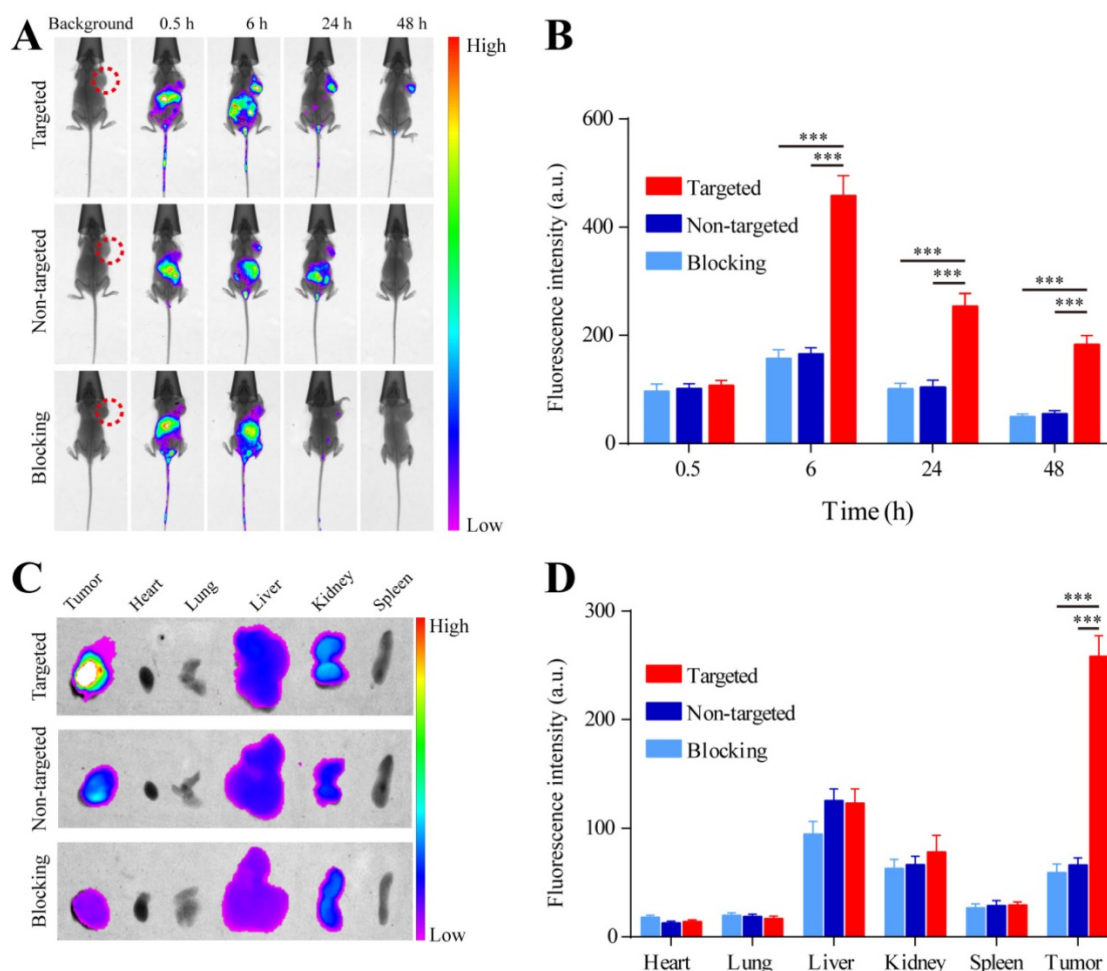 A
Background 0.5 h 6 h 24 h 48 h
Targeted
Non-targeted
Blocking
High
Low
B
Fluorescence intensity (a.u.)
600
400
200
0
Targeted
Non-targeted
Blocking
*** *** *** *** *** ***
0.5 6 24 48
Time (h)
C
Tumor Heart Lung Liver Kidney Spleen
Targeted
Non-targeted
Blocking
High
Low
D
Fluorescence intensity (a.u.)
300
200
100
0
Targeted
Non-targeted
Blocking
***
***
Heart Lung Liver Kidney Spleen Tumor